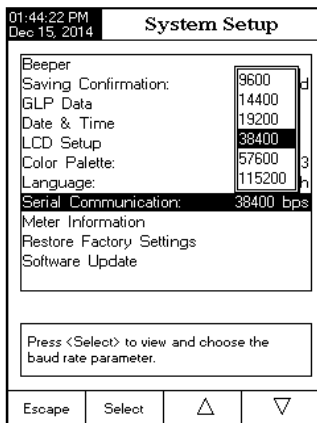 01:44:22 PM
Dec 15, 2014
System Setup
Beeper
Saving Confirmation: d
GLP Data
Date & Time
LCD Setup
Color Palette: 3
Language: h
Serial Communication: 38400 bps
Meter Information
Restore Factory Settings
Software Update
9600
14400
19200
38400
57600
115200
Press <Select> to view and choose the
baud rate parameter.
Escape Select